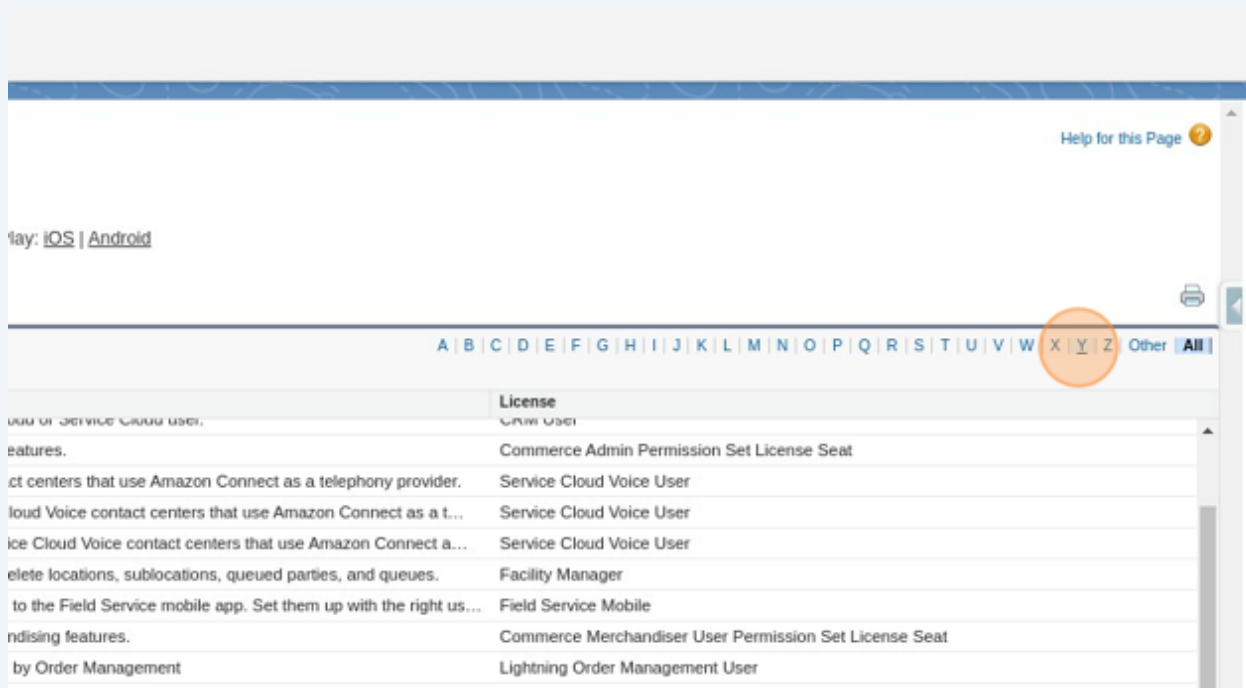 Help for this Page
lay: iOS | Android
A | B | C | D | E | F | G | H | I | J | K | L | M | N | O | P | Q | R | S | T | U | V | W | X | Y | Z | Other | All |
License
Service Cloud user. CRM User
eatures. Commerce Admin Permission Set License Seat
ct centers that use Amazon Connect as a telephony provider. Service Cloud Voice User
loud Voice contact centers that use Amazon Connect as a t... Service Cloud Voice User
ice Cloud Voice contact centers that use Amazon Connect a... Service Cloud Voice User
elete locations, sublocations, queued parties, and queues. Facility Manager
to the Field Service mobile app. Set them up with the right us... Field Service Mobile
ndising features. Commerce Merchandiser User Permission Set License Seat
by Order Management Lightning Order Management User